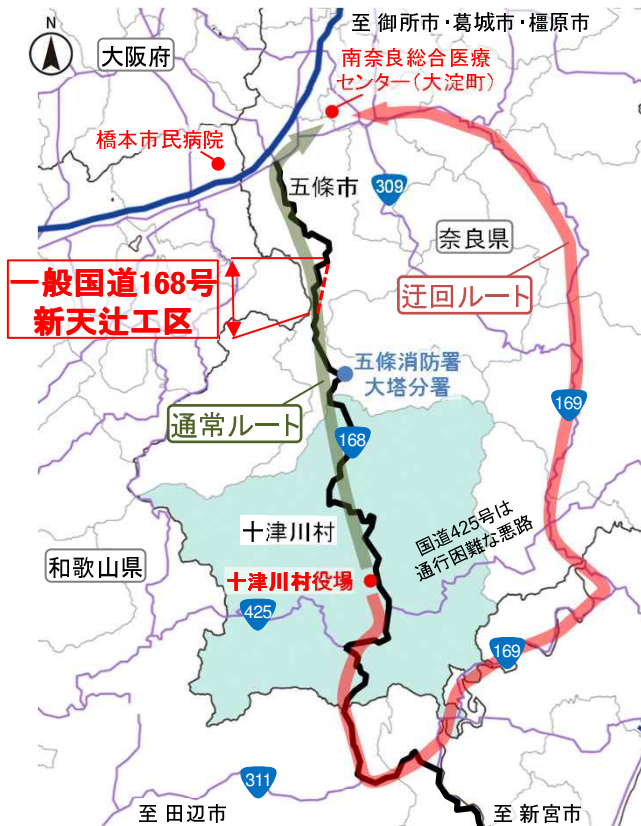 N
至 御所市・葛城市・橿原市
大阪府
南奈良総合医療
センター(大淀町)
橋本市民病院
五條市
309
奈良県
一般国道168号
新天辻工区
迂回ルート
五條消防署
大塔分署
169
通常ルート
168
国道425号は
通行困難な悪路
十津川村
和歌山県
十津川村役場
425
169
311
至 田辺市
至 新宮市